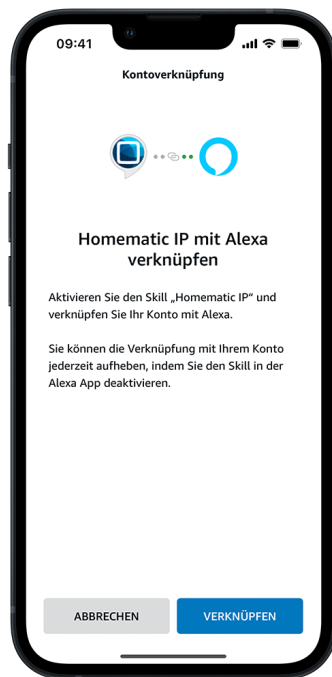 09:41
Kontoverknüpfung
Homematic IP mit Alexa
verknüpfen
Aktivieren Sie den Skill „Homematic IP“ und
verknüpfen Sie Ihr Konto mit Alexa.
Sie können die Verknüpfung mit Ihrem Konto
jederzeit aufheben, indem Sie den Skill in der
Alexa App deaktivieren.
ABBRECHEN
VERKNÜPFEN